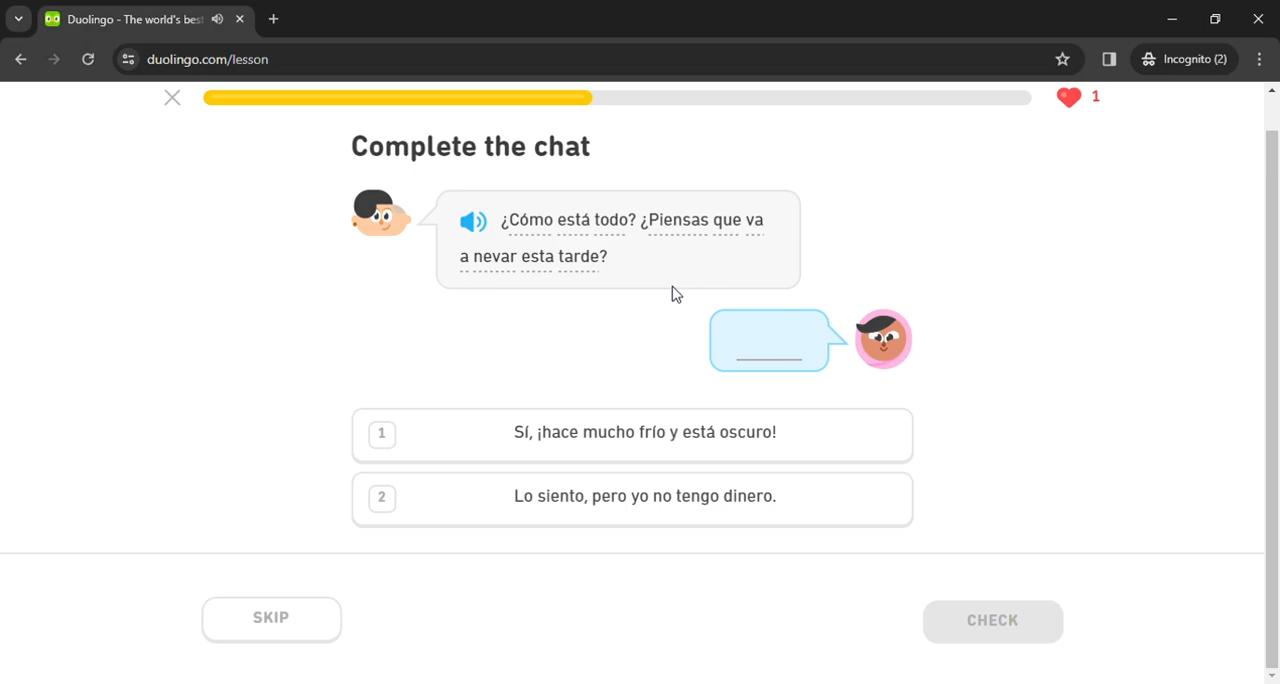 Duolingo - The world's bes
duolingo.com/lesson
Incognito (2)
1
Complete the chat
¿Cómo está todo? ¿Piensas que va
a nevar esta tarde?
1 Sí, ¡hace mucho frío y está oscuro!
2 Lo siento, pero yo no tengo dinero.
SKIP
CHECK